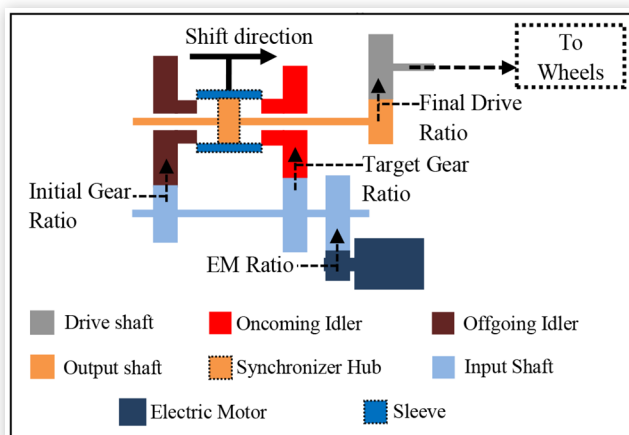 Shift direction
To
Wheels
Final Drive
Ratio
Target Gear
Ratio
Initial Gear
Ratio
EM Ratio
Drive shaft
Oncoming Idler
Offgoing Idler
Output shaft
Synchronizer Hub
Input Shaft
Electric Motor
Sleeve